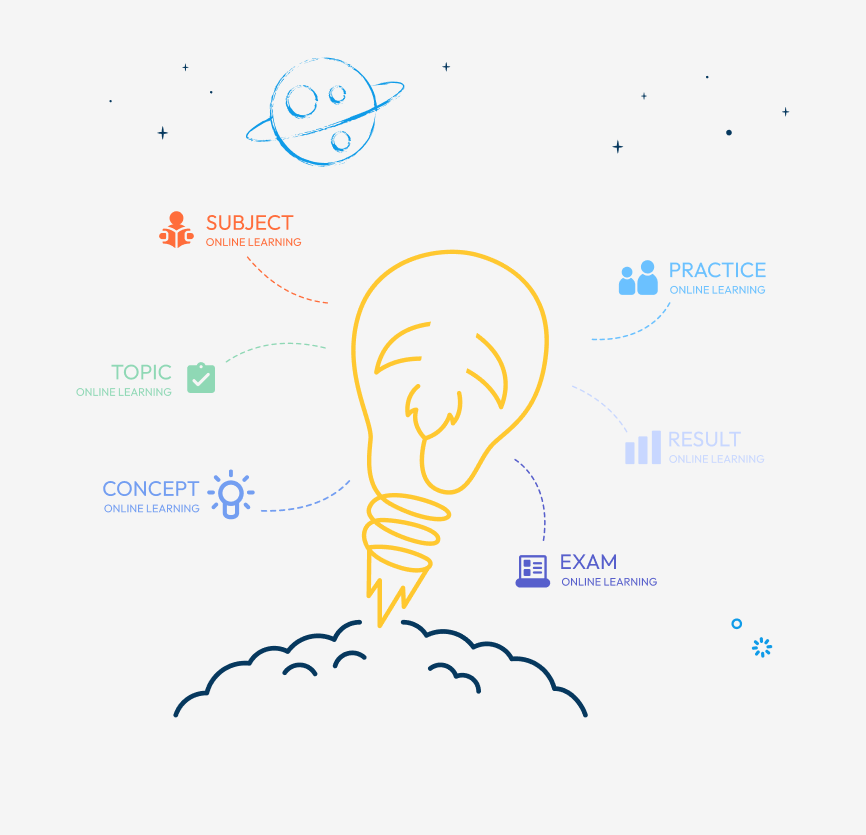 SUBJECT
ONLINE LEARNING
PRACTICE
ONLINE LEARNING
TOPIC
ONLINE LEARNING
RESULT
ONLINE LEARNING
CONCEPT
ONLINE LEARNING
EXAM
ONLINE LEARNING